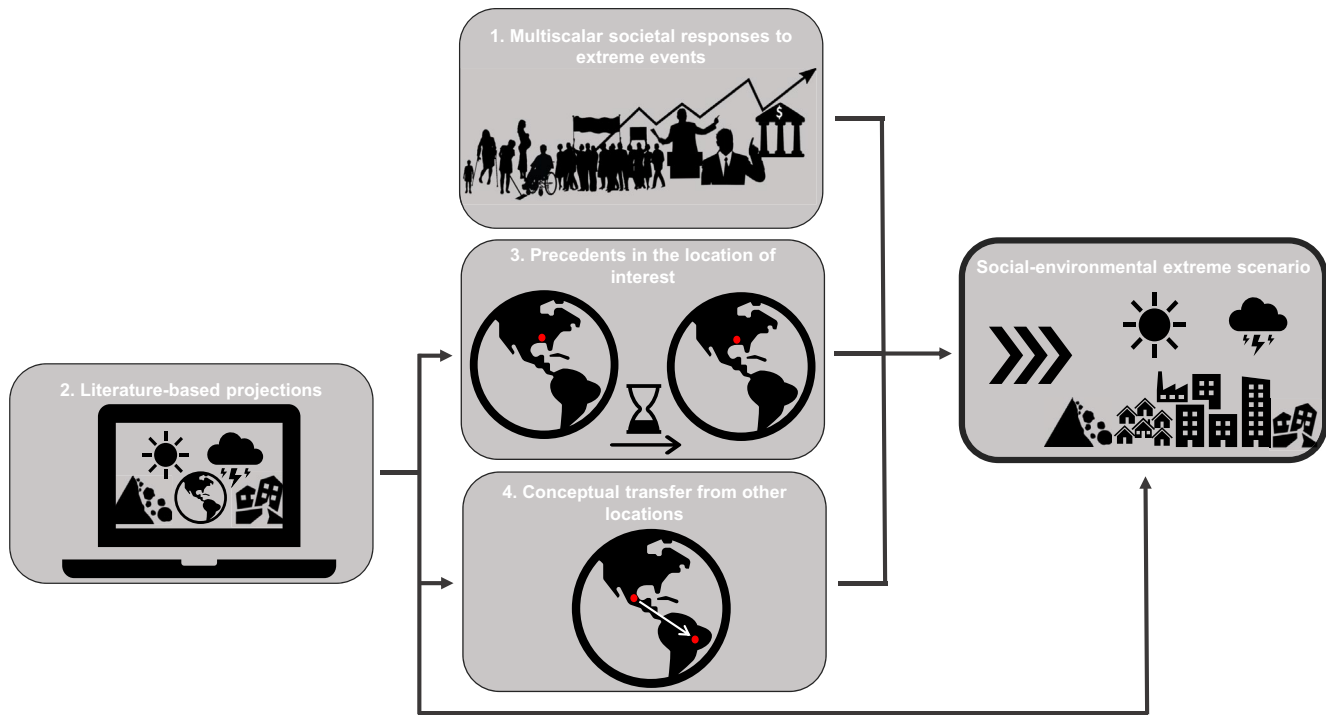 1. Multiscalar societal responses to
extreme events
$
3. Precedents in the location of
interest
Social-environmental extreme scenario
2. Literature-based projections
4. Conceptual transfer from other
locations